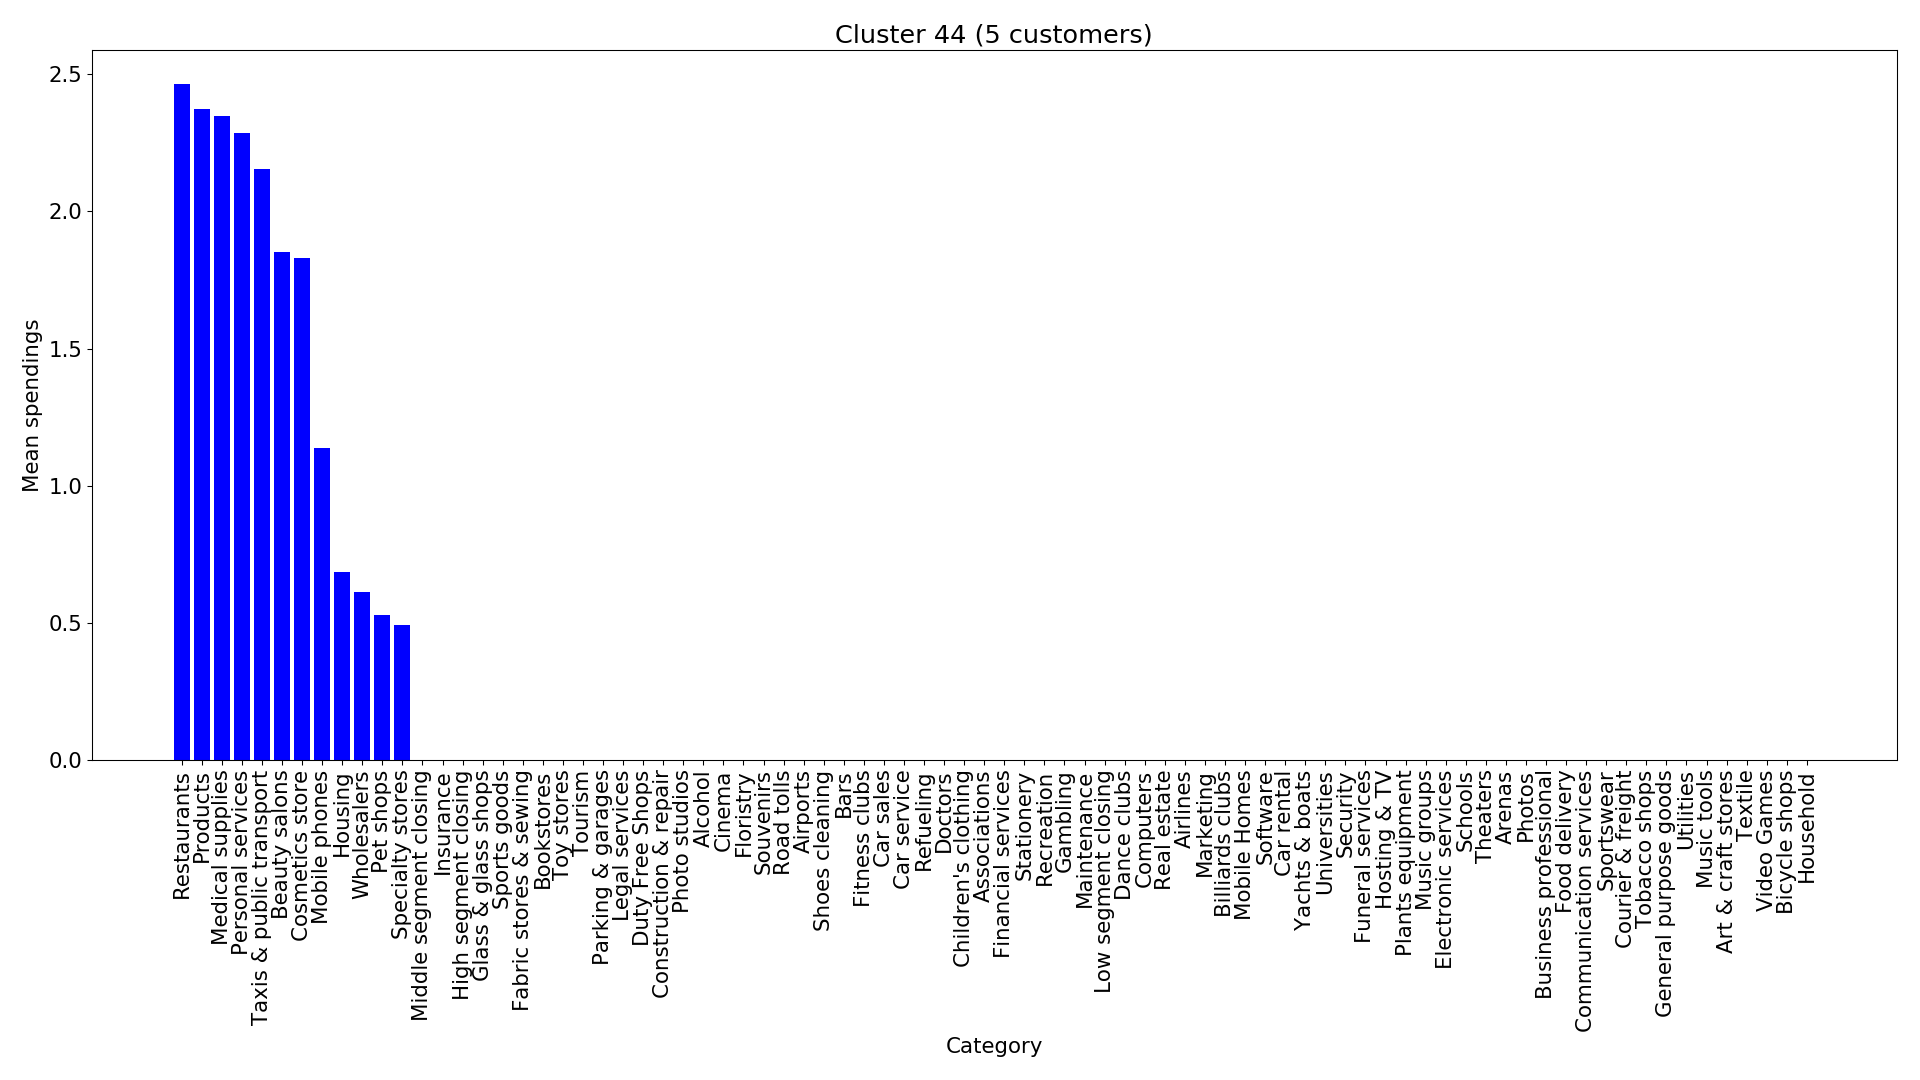 Cluster 44 (5 customers)
Mean spendings
2.5
2.0
1.5
1.0
0.5
0.0
Restaurants
Products
Medical supplies
Personal services
Taxis & public transport
Beauty salons
Cosmetics store
Mobile phones
Housing
Wholesalers
Pet shops
Specialty stores
Middle segment closing
Insurance
High segment closing
Glass & glass shops
Sports goods
Fabric stores & sewing
Bookstores
Toy stores
Tourism
Parking & garages
Legal services
Duty Free Shops
Construction & repair
Photo studios
Alcohol
Cinema
Floristry
Souvenirs
Road tolls
Airports
Shoes cleaning
Bars
Fitness clubs
Car sales
Car service
Refueling
Doctors
Children's clothing
Associations
Financial services
Stationery
Recreation
Gambling
Maintenance
Low segment closing
Dance clubs
Computers
Real estate
Airlines
Marketing
Billiards clubs
Mobile Homes
Software
Car rental
Yachts & boats
Universities
Security
Funeral services
Hosting & TV
Plants equipment
Music groups
Electronic services
Schools
Theaters
Arenas
Photos
Business professional
Food delivery
Communication services
Sportswear
Courier & freight
Tobacco shops
General purpose goods
Utilities
Music tools
Art & craft stores
Textile
Video Games
Bicycle shops
Household
Category